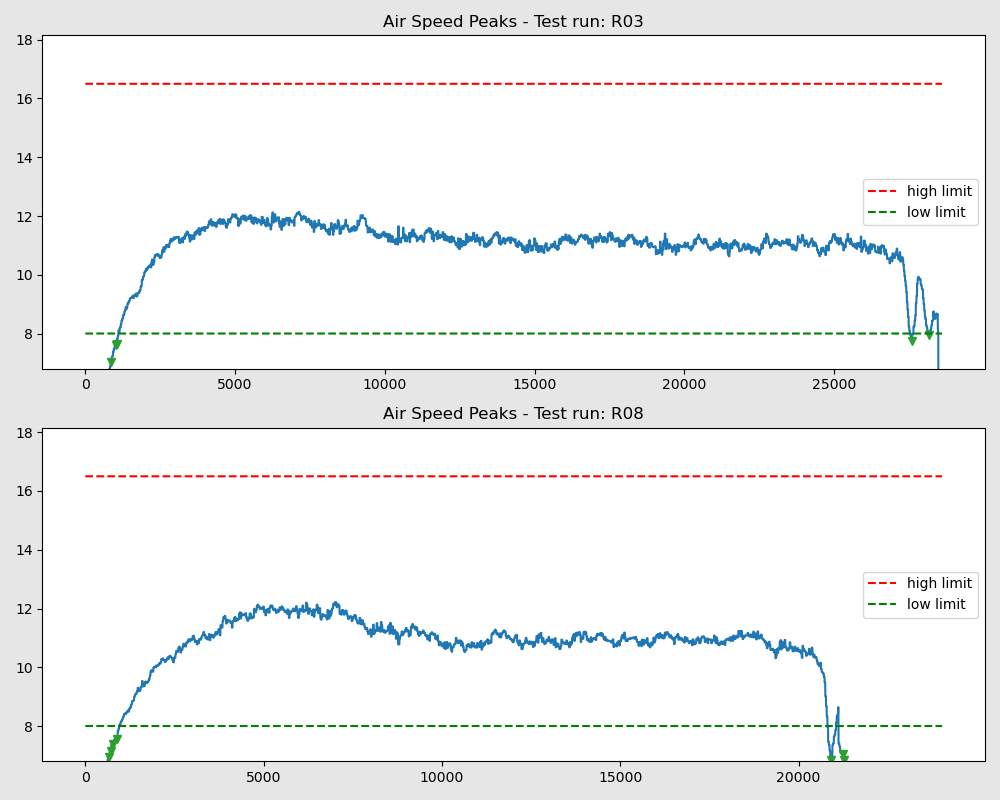 Air Speed Peaks - Test run: R03
18
16
14
12
10
8
high limit
low limit
0 5000 10000 15000 20000 25000
Air Speed Peaks - Test run: R08
18
16
14
12
10
8
high limit
low limit
0 5000 10000 15000 20000